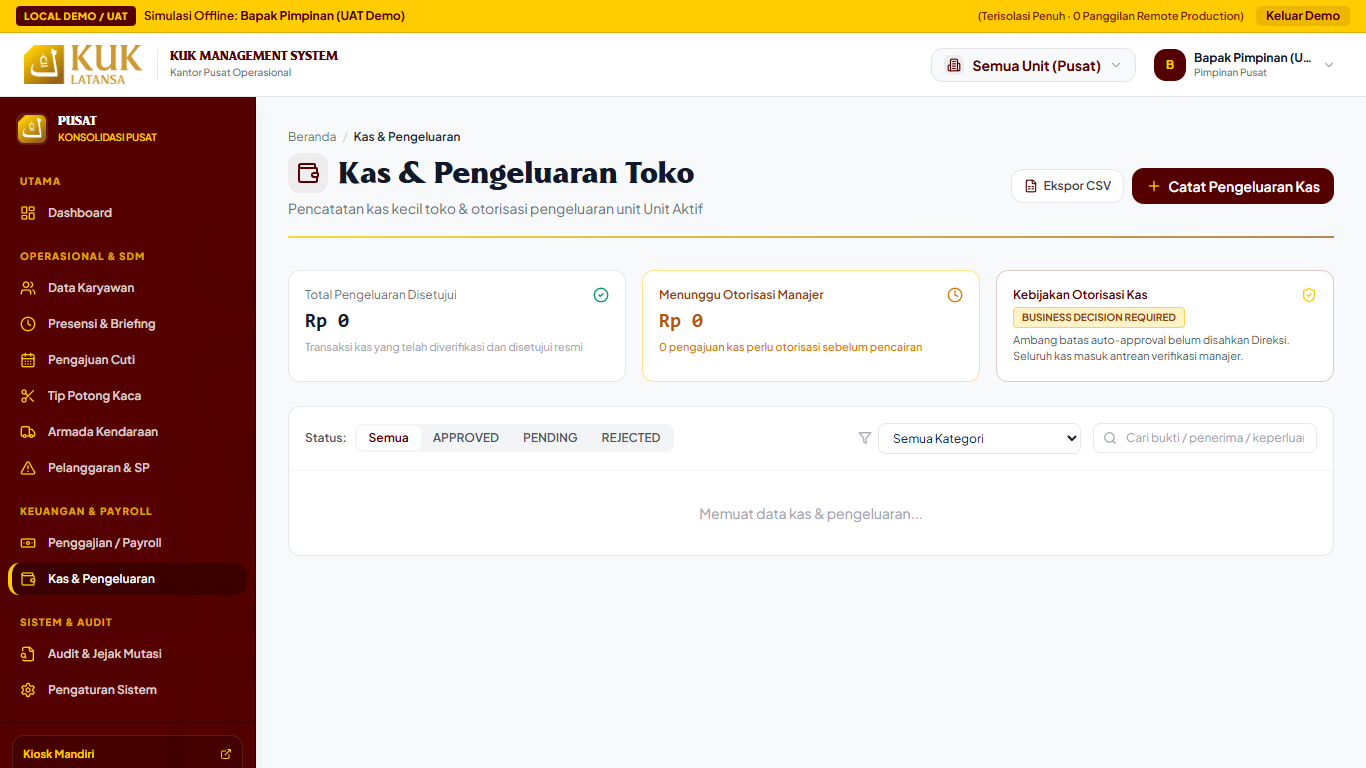 LOCAL DEMO / UAT Simulasi Offline: Bapak Pimpinan (UAT Demo) (Terisolasi Penuh · 0 Panggilan Remote Production) Keluar Demo
KUK
LATANSA
KUK MANAGEMENT SYSTEM
Kantor Pusat Operasional
Semua Unit (Pusat)
B
Bapak Pimpinan (U...
Pimpinan Pusat
PUSAT
KONSOLIDASI PUSAT
UTAMA
Dashboard
OPERASIONAL & SDM
Data Karyawan
Presensi & Briefing
Pengajuan Cuti
Tip Potong Kaca
Armada Kendaraan
Pelanggaran & SP
KEUANGAN & PAYROLL
Penggajian / Payroll
Kas & Pengeluaran
SISTEM & AUDIT
Audit & Jejak Mutasi
Pengaturan Sistem
Kiosk Mandiri
Beranda / Kas & Pengeluaran
Kas & Pengeluaran Toko
Pencatatan kas kecil toko & otorisasi pengeluaran unit Unit Aktif
Ekspor CSV
+ Catat Pengeluaran Kas
Total Pengeluaran Disetujui
Rp 0
Transaksi kas yang telah diverifikasi dan disetujui resmi
Menunggu Otorisasi Manajer
Rp 0
0 pengajuan kas perlu otorisasi sebelum pencairan
Kebijakan Otorisasi Kas
BUSINESS DECISION REQUIRED
Ambang batas auto-approval belum disahkan Direksi.
Seluruh kas masuk antrean verifikasi manajer.
Status: Semua APPROVED PENDING REJECTED
Semua Kategori
Cari bukti / penerima / keperluan
Memuat data kas & pengeluaran...